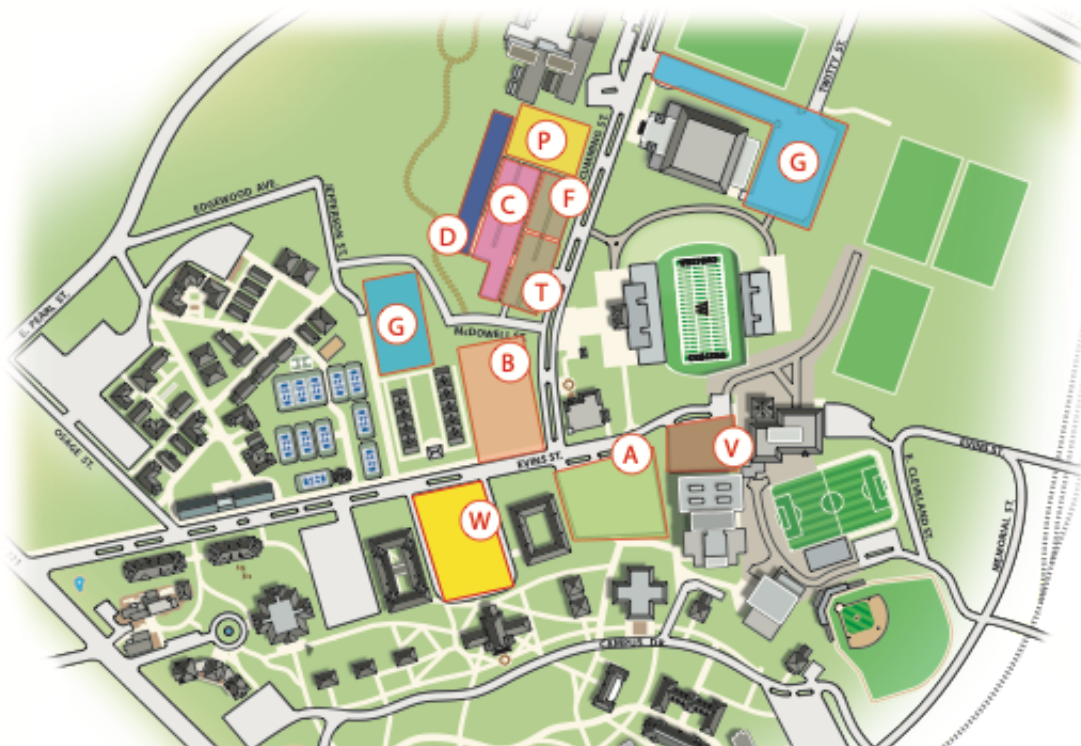 TWITTY ST.
P
CUMMING ST.
G
C
F
EDGEWOOD AVE.
JEFFERSON ST.
D
E. PEARL ST.
T
G
McDOWELL ST.
B
OSAGE ST.
EVINS ST.
A
V
EVINS ST.
E. CLEVELAND ST.
W
MEMORIAL ST.